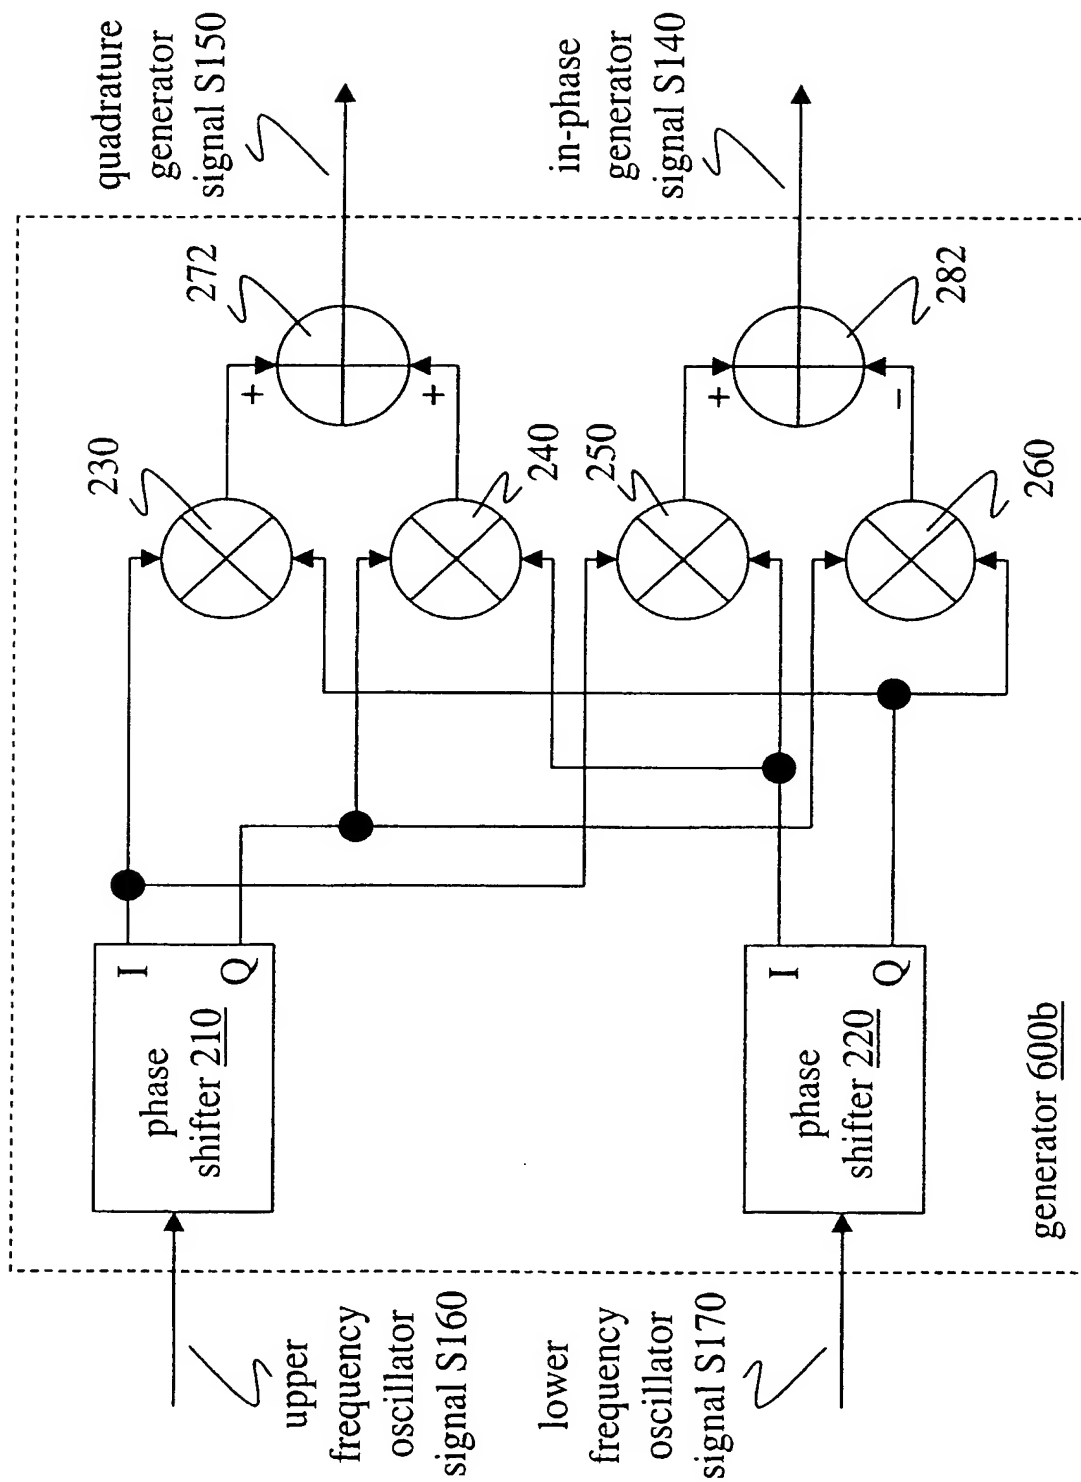 upper
frequency
oscillator
signal S160
lower
frequency
oscillator
signal S170
phase
shifter 210
I
Q
phase
shifter 220
I
Q
generator 600b
230
240
250
260
+
+
+
-
272
282
quadrature
generator
signal S150
in-phase
generator
signal S140